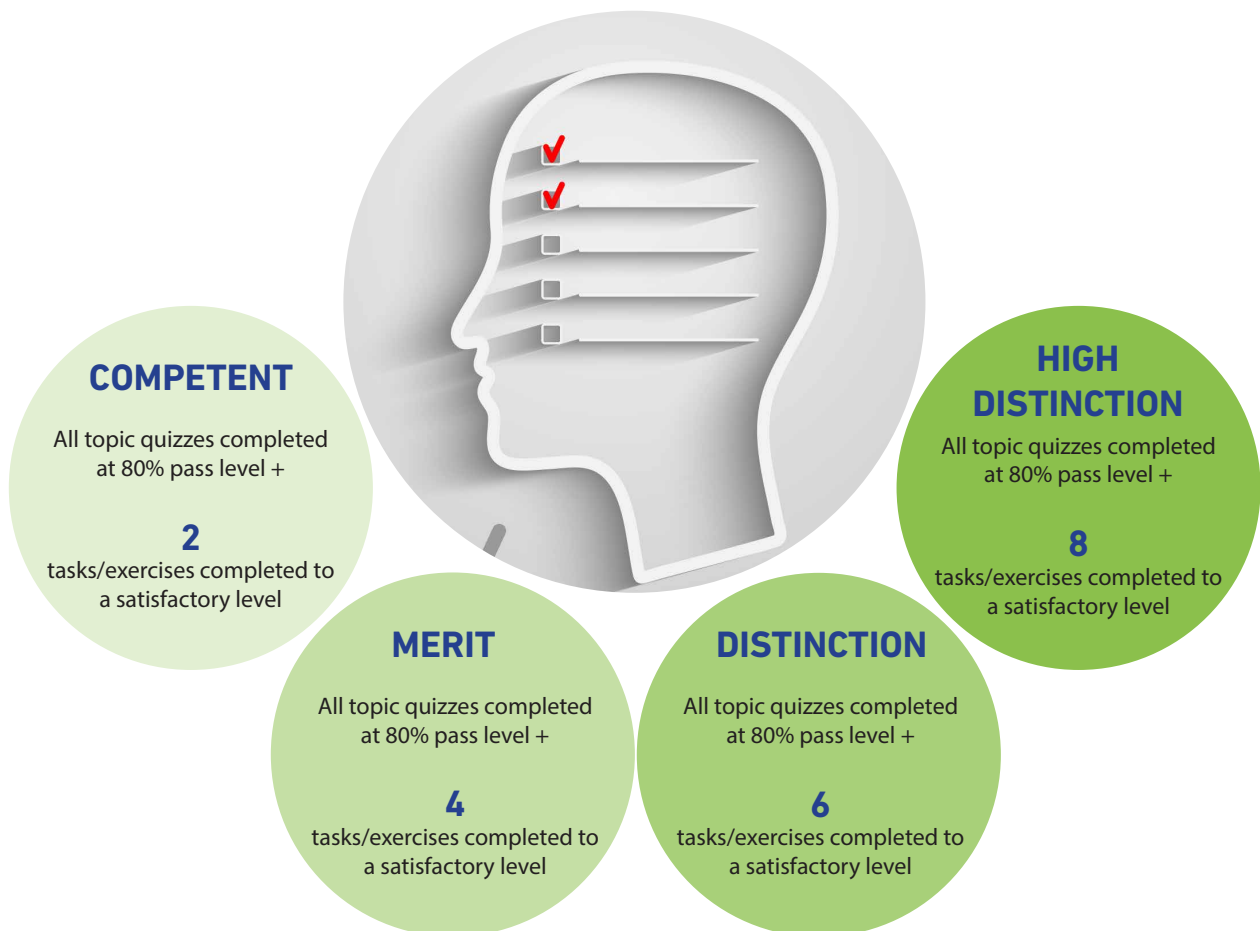 COMPETENT
All topic quizzes completed
at 80% pass level +
2
tasks/exercises completed to
a satisfactory level
MERIT
All topic quizzes completed
at 80% pass level +
4
tasks/exercises completed to
a satisfactory level
DISTINCTION
All topic quizzes completed
at 80% pass level +
6
tasks/exercises completed to
a satisfactory level
HIGH
DISTINCTION
All topic quizzes completed
at 80% pass level +
8
tasks/exercises completed to
a satisfactory level